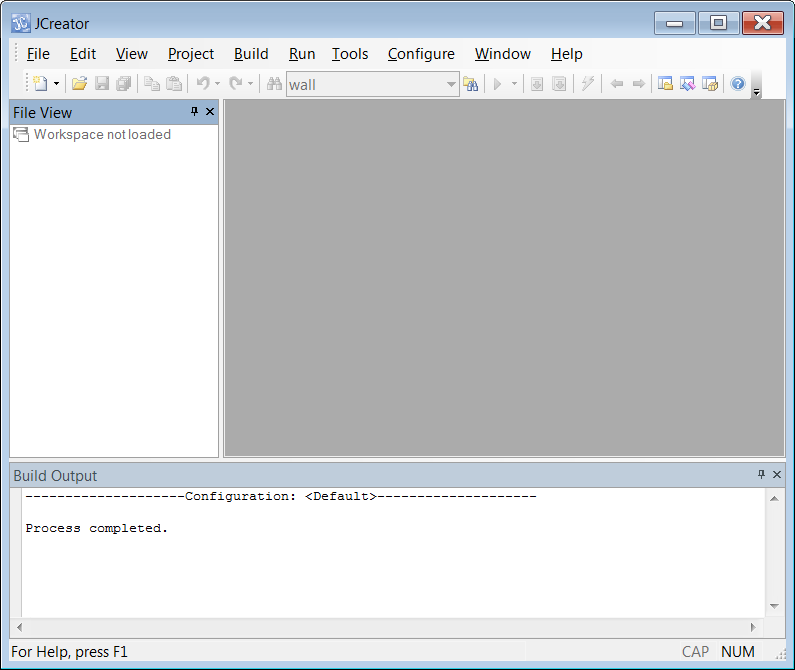 JCreator
File Edit View Project Build Run Tools Configure Window Help
wall
File View
Workspace not loaded
Build Output
--------------------Configuration: <Default>--------------------
Process completed.
For Help, press F1
CAP NUM